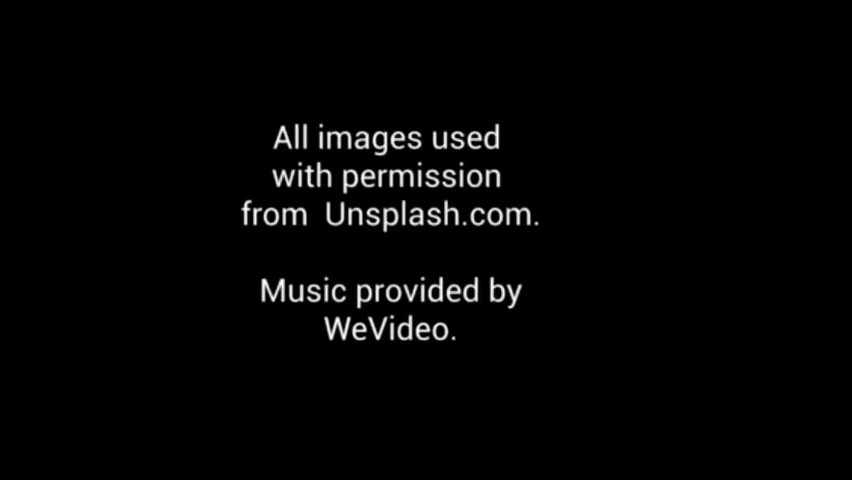 All images used
with permission
from  Unsplash.com.
Music provided by
WeVideo.